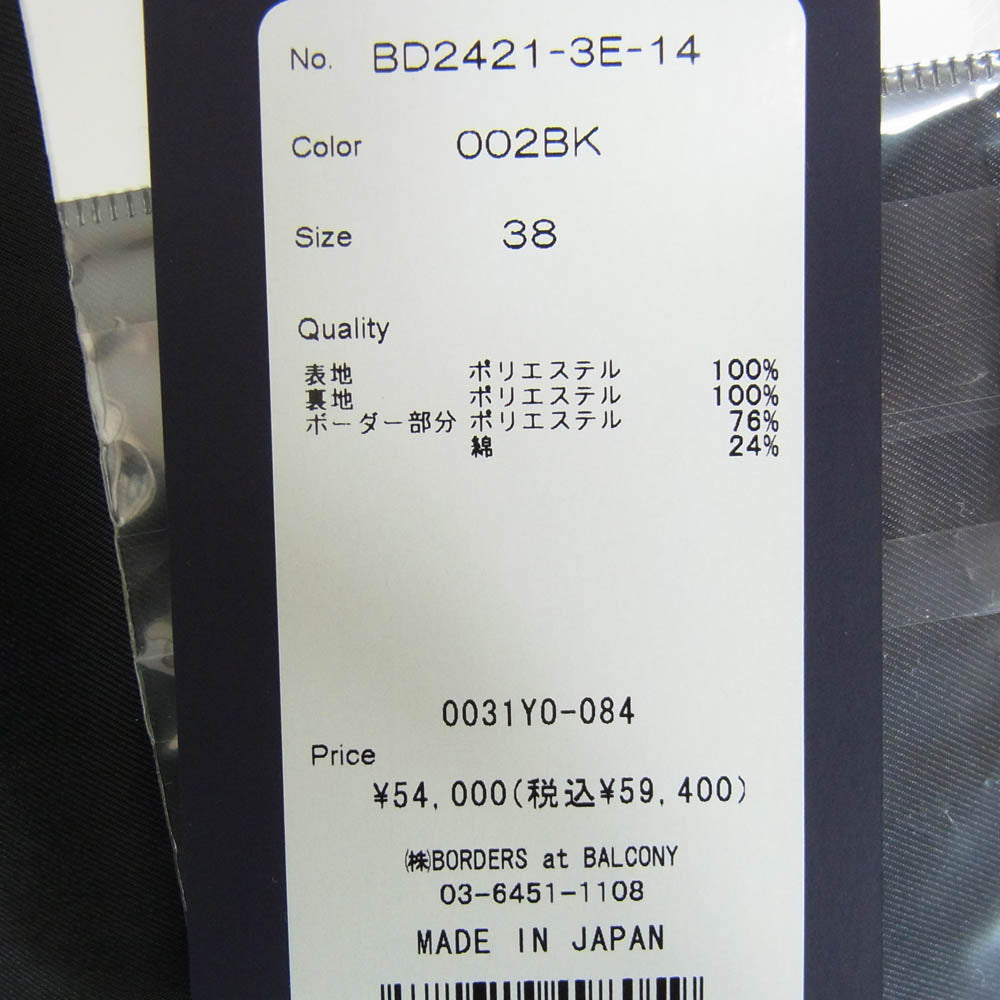 No. BD2421-3E-14
Color 002BK
Size 38
Quality
表地 ポリエステル 100%
裏地 ポリエステル 100%
ボーダー部分 ポリエステル 76%
綿 24%
0031Y0-084
Price
¥54,000(税込¥59,400)
㈱BORDERS at BALCONY
03-6451-1108
MADE IN JAPAN